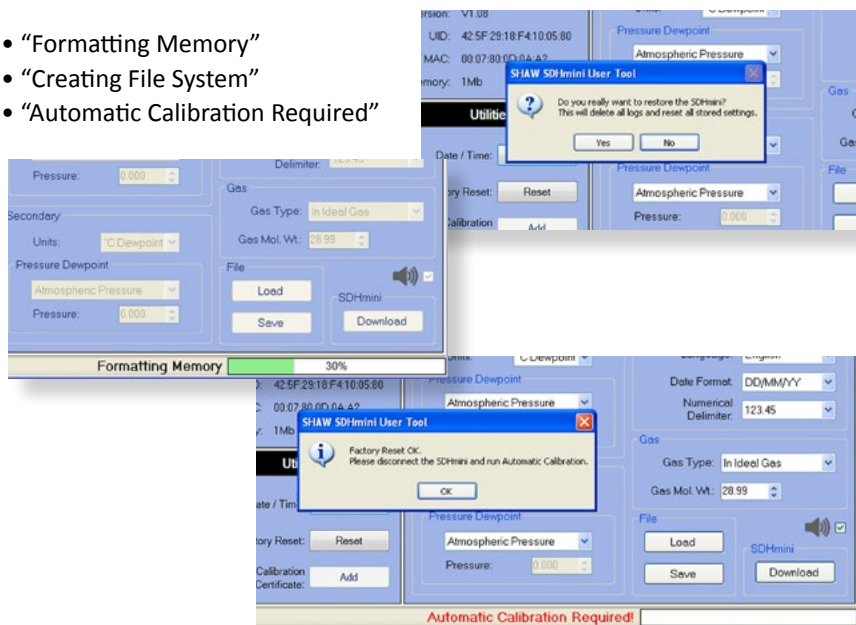 • “Formatting Memory”
• “Creating File System”
• “Automatic Calibration Required”
Version: V1.08
UID: 42:5F:29:18:F4:10:05:80
MAC: 00:07:80:0D:0A:A2
1Mb
Pressure Dewpoint
Atmospheric Pressure
Gas
SHAW SDHmini User Tool
Do you really want to restore the SDHmini?
This will delete all logs and reset all stored settings.
Yes No
Date / Time:
Reset: Reset
Calibration Add
Pressure Dewpoint
Atmospheric Pressure
Pressure: 0.000
File
Pressure: 0.000
Delimiter: 123.45
Secondary
Units: °C Dewpoint
Pressure Dewpoint
Atmospheric Pressure
Pressure: 0.000
Gas
Gas Type: In Ideal Gas
Gas Mol. Wt.: 28.99
File
Load
Save
SDHmini
Download
Formatting Memory 30%
42:5F:29:18:F4:10:05:80
00:07:80:0D:0A:A2
1Mb
Units: °C Dewpoint
Pressure Dewpoint
Atmospheric Pressure
Language: English
Date Format: DD/MM/YY
Numerical
Delimiter: 123.45
SHAW SDHmini User Tool
Factory Reset OK.
Please disconnect the SDHmini and run Automatic Calibration.
OK
Reset: Reset
Calibration
Certificate: Add
Pressure Dewpoint
Atmospheric Pressure
Pressure: 0.000
Gas
Gas Type: In Ideal Gas
Gas Mol. Wt.: 28.99
File
Load
Save
SDHmini
Download
Automatic Calibration Required!